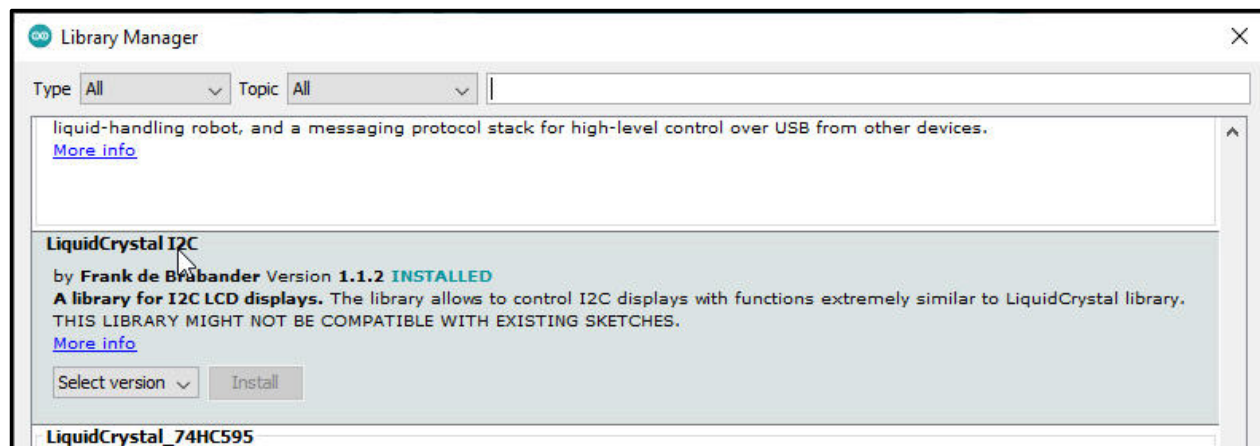 Library Manager
Type All Topic All
liquid-handling robot, and a messaging protocol stack for high-level control over USB from other devices.
More info
LiquidCrystal I2C
by Frank de Brabander Version 1.1.2 INSTALLED
A library for I2C LCD displays. The library allows to control I2C displays with functions extremely similar to LiquidCrystal library.
THIS LIBRARY MIGHT NOT BE COMPATIBLE WITH EXISTING SKETCHES.
More info
Select version Install
LiquidCrystal_74HC595